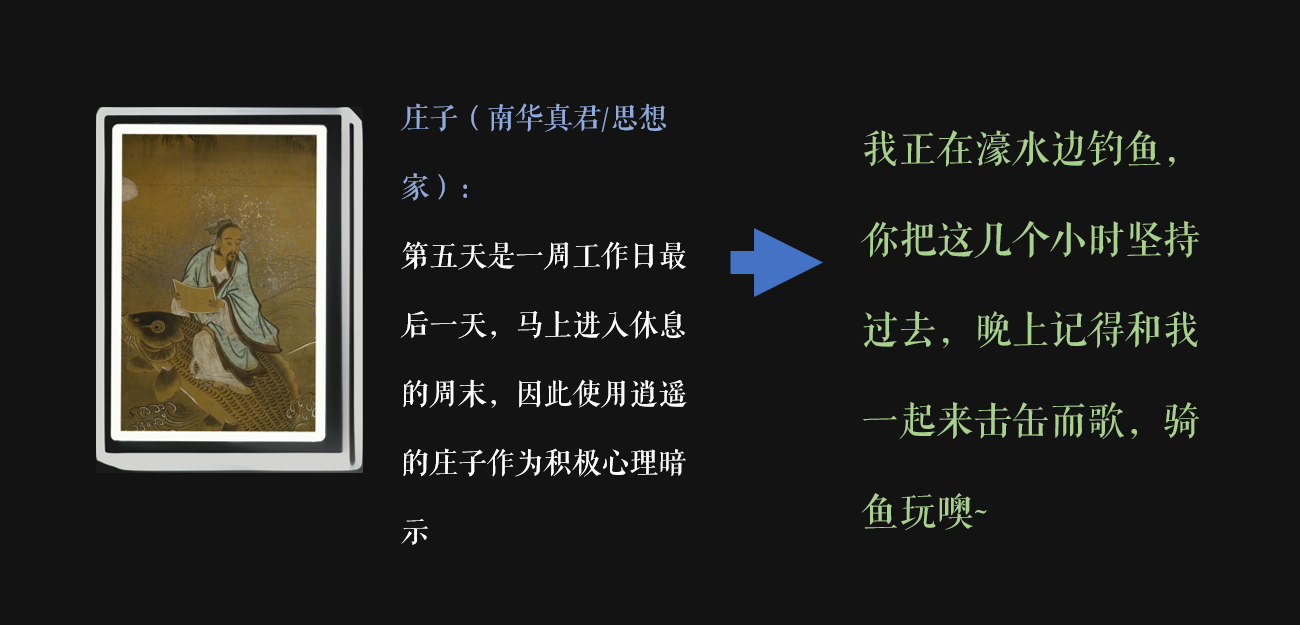 庄子（南华真君/思想
家）:
第五天是一周工作日最
后一天，马上进入休息
的周末，因此使用逍遥
的庄子作为积极心理暗
示
我正在濠水边钓鱼，
你把这几个小时坚持
过去，晚上记得和我
一起来击缶而歌，骑
鱼玩噢~